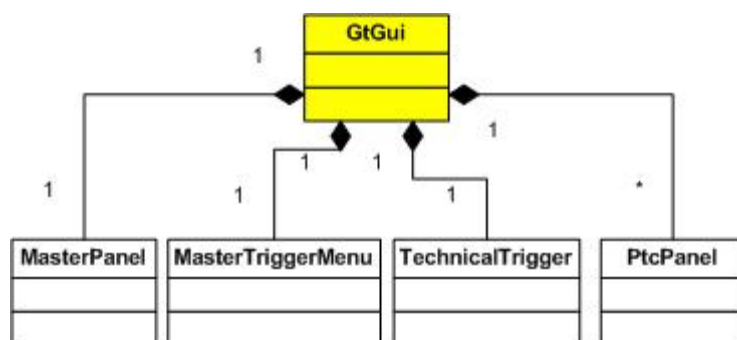 GtGui
1
1
1
1
1
1
1
*
MasterPanel
MasterTriggerMenu
TechnicalTrigger
PtcPanel